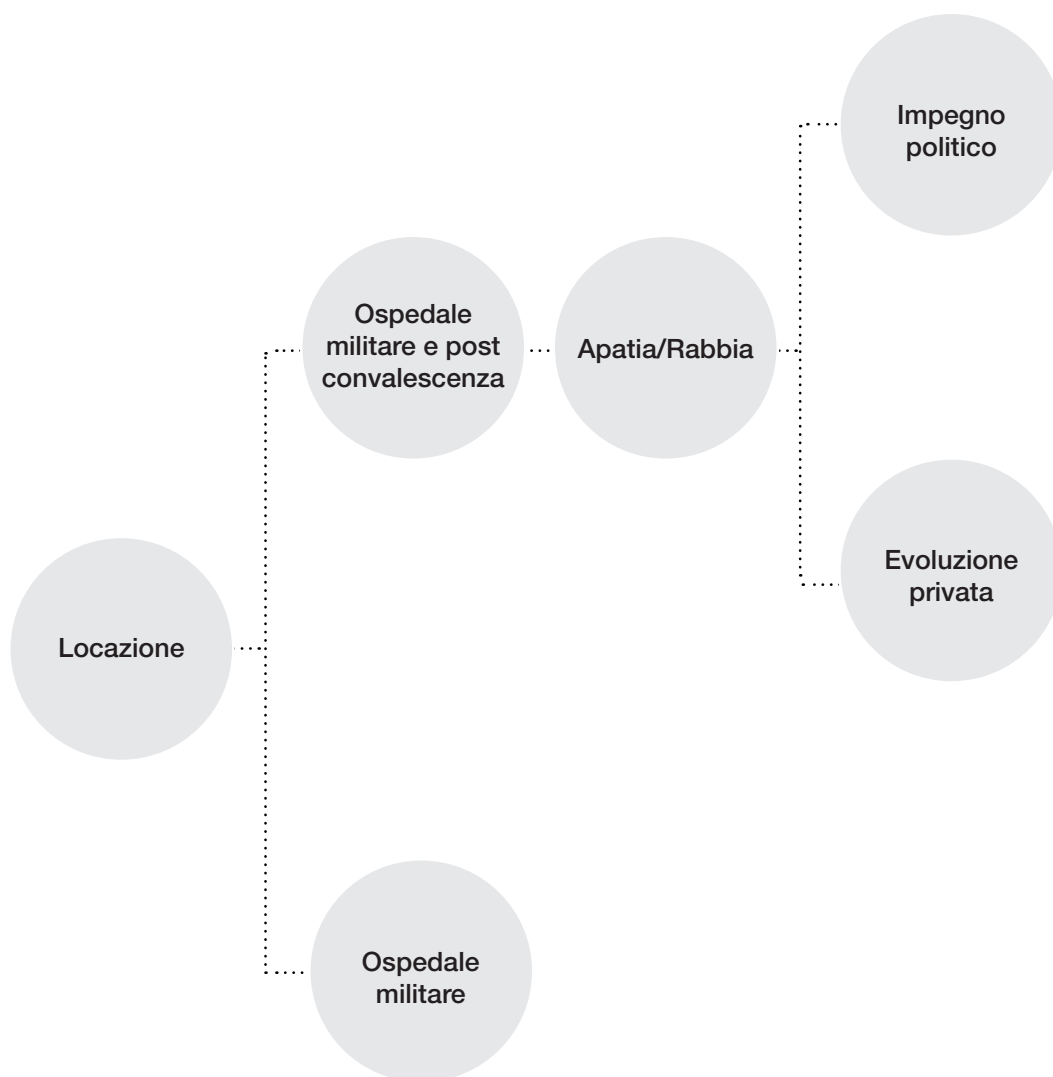 Impegno
politico
Ospedale
militare e post
convalescenza
Apatia/Rabbia
Evoluzione
privata
Locazione
Ospedale
militare